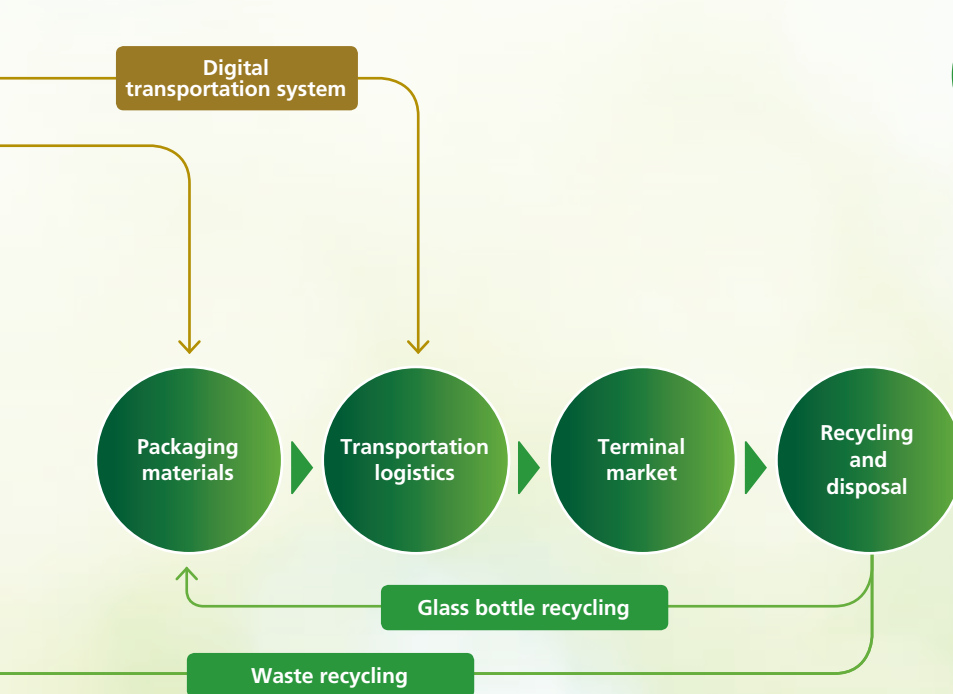 Digital
transportation system
Packaging
materials
Transportation
logistics
Terminal
market
Recycling
and
disposal
Glass bottle recycling
Waste recycling